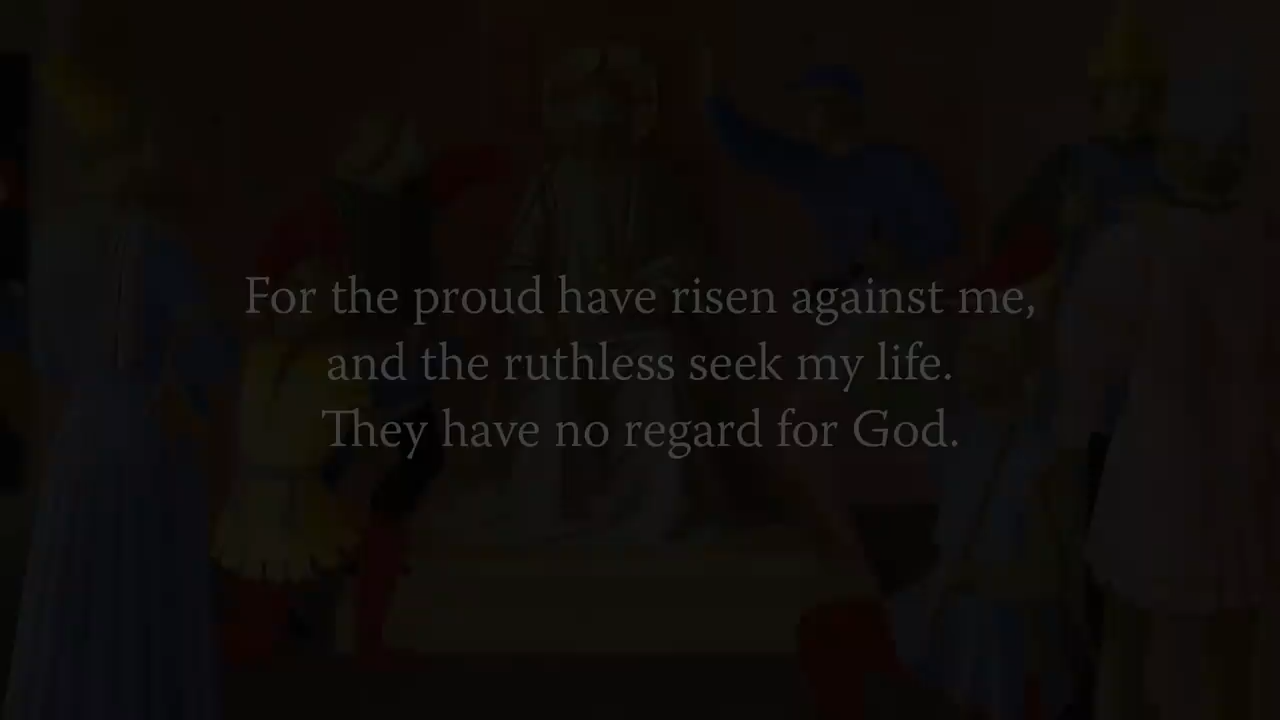 For the proud have risen against me,
and the ruthless seek my life.
They have no regard for God.